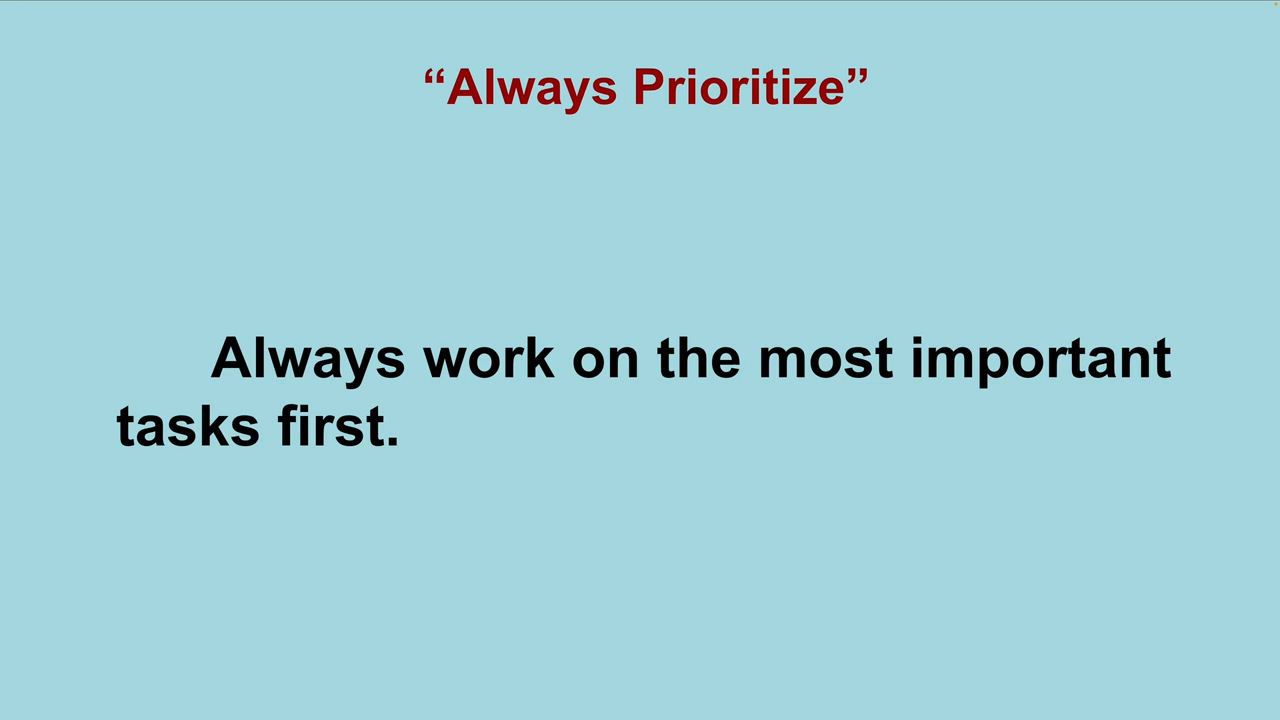 “Always Prioritize”
Always work on the most important
tasks first.